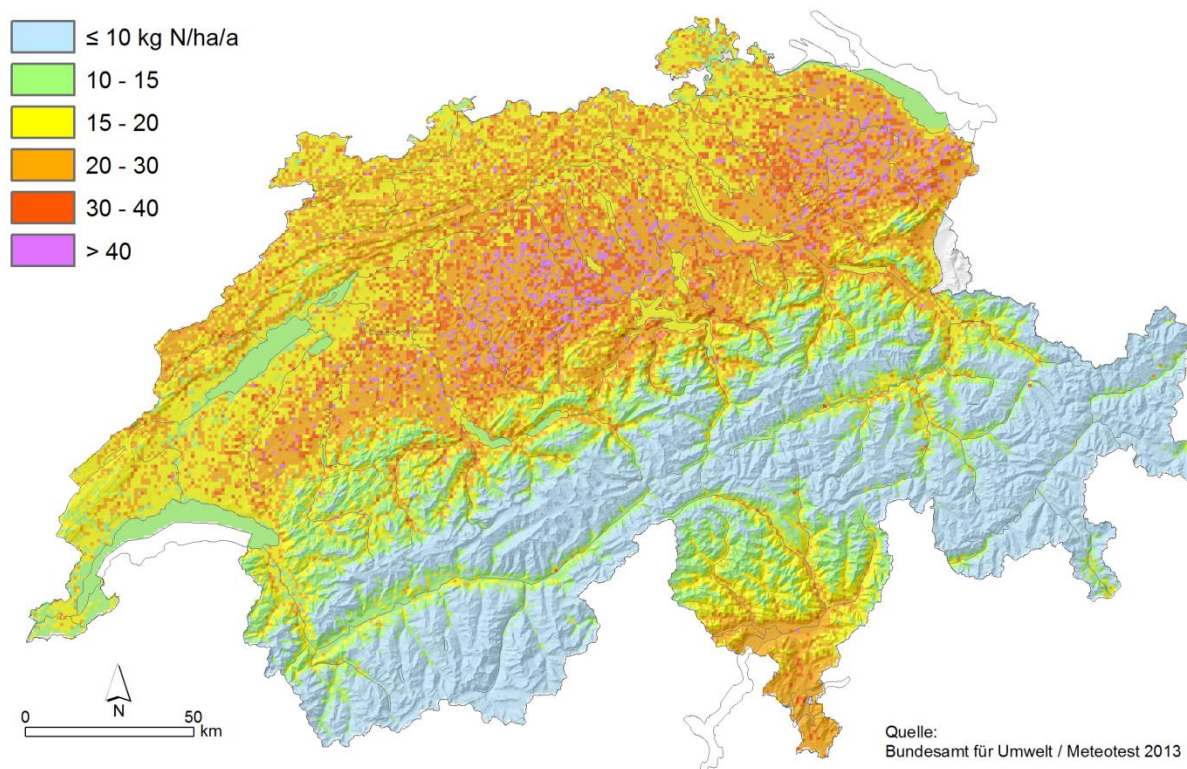 ≤ 10 kg N/ha/a
10 - 15
15 - 20
20 - 30
30 - 40
> 40
N
0 50
km
Quelle:
Bundesamt für Umwelt / Meteotest 2013